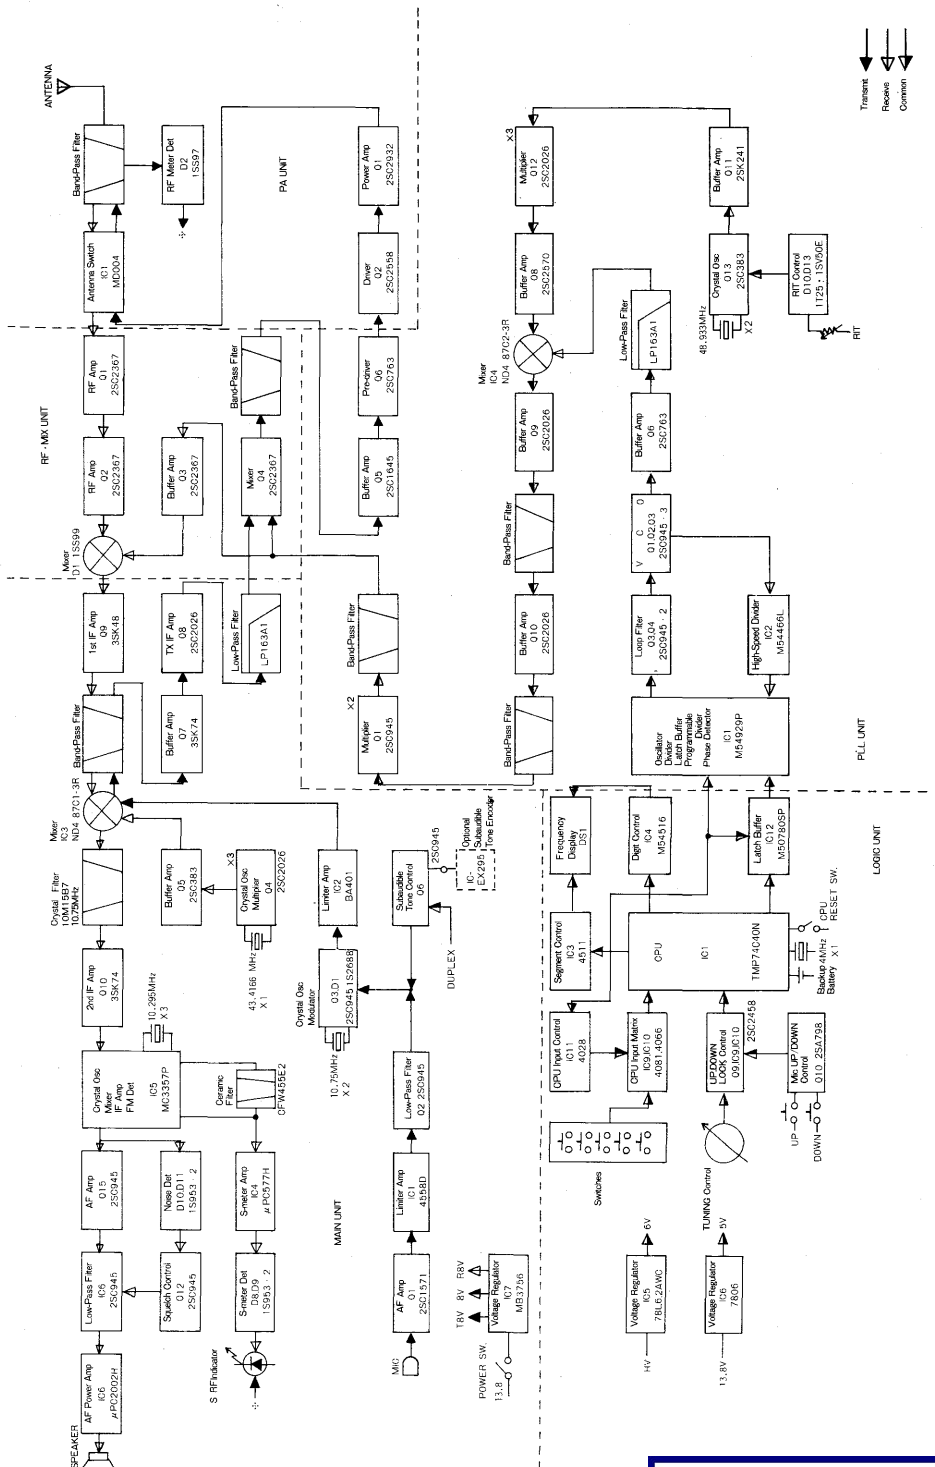 ANTENNA
Band-Pass Filter
RF Meter Det
D2
1SS97
Antenna Switch
IC1
MD004
PA UNIT
Power Amp
Q1
2SC2932
Driver
Q2
2SC2558
Transmit
Receive
Common
RF·MIX UNIT
RF Amp
Q1
2SC2367
RF Amp
Q2
2SC2367
Buffer Amp
Q3
2SC2367
Mixer
D1 1SS99
Band-Pass Filter
Mixer
Q4
2SC2367
Pre-driver
Q6
2SC763
Buffer Amp
Q5
2SC1645
1st IF Amp
Q9
3SK48
TX IF Amp
Q8
2SC2026
Low-Pass Filter
LP163A1
Band-Pass Filter
Buffer Amp
Q7
3SK74
Band-Pass Filter
X2
Multiplier
Q1
2SC945
X3
Multiplier
Q12
2SC2026
Buffer Amp
Q11
2SK241
Buffer Amp
Q8
2SC2570
Crystal Osc
Q13
2SC383
48.933MHz
X2
RIT Control
D10,D13
1T25 : 1SV50E
RIT
Mixer
IC4
ND4 87C2-3R
Low-Pass Filter
LP163A1
Buffer Amp
Q9
2SC2026
Buffer Amp
Q6
2SC763
Band-Pass Filter
V C O
Q1,Q2,Q3
2SC945 · 3
Buffer Amp
Q10
2SC2026
Loop Filter
Q3,Q4
2SC945 · 2
High-Speed Divider
IC2
M54466L
Band-Pass Filter
Oscillator
Divider
Latch Buffer
Programmable
Divider
Phase Detector
IC1
M54929P
PLL UNIT
Mixer
IC3
ND4 87C1-3R
Crystal Filter
10M15B7
10.75MHz
Buffer Amp
Q5
2SC383
X3
Crystal Osc
Multiplier
Q4
2SC2026
43.4166 MHz
X1
Limiter Amp
IC2
BA401
Subaudible
Tone Control
Q6
2SC945
Optional
Subaudible
Tone Encoder
IC-
EX295
DUPLEX
2nd IF Amp
Q10
3SK74
10.295MHz
X3
Crystal Osc
Modulator
Q3,D1
2SC945 1S2688
10.75MHz
X2
Crystal Osc
Mixer
IF Amp
FM Det
IC5
MC3357P
Ceramic
Filter
CFW455E2
Low-Pass Filter
Q2 2SC945
AF Amp
Q15
2SC945
Noise Det
D10,D11
1S953 · 2
S-meter Amp
IC4
μPC577H
MAIN UNIT
Limiter Amp
IC1
4558D
Low-Pass Filter
IC6
2SC945
Squelch Control
Q12
2SC945
S-meter Det
D8,D9
1S953 · 2
S RF Indicator
AF Amp
Q1
2SC1571
MIC
AF Power Amp
IC6
μPC2002H
SPEAKER
T8V
8V
R8V
Voltage Regulator
IC7
MB3756
POWER SW.
13.8
Frequency
Display
DS1
Digit Control
IC4
M54516
Latch Buffer
IC12
M50780SP
LOGIC UNIT
Segment Control
IC3
4511
CPU
IC1
TMP74C40N
CPU
RESET SW.
4MHz
X1
Backup
Battery
CPU Input Control
IC11
4028
CPU Input Matrix
IC9,IC10
4081,4066
UP,DOWN
LOCK Control
Q9,IC9,IC10
2SC2458
Mic.UP/DOWN
Control
Q10 2SA798
UP
DOWN
Switches
TUNING Control
6V
Voltage Regulator
IC5
78L6.2AWC
HV
5V
Voltage Regulator
IC6
7806
13.8V